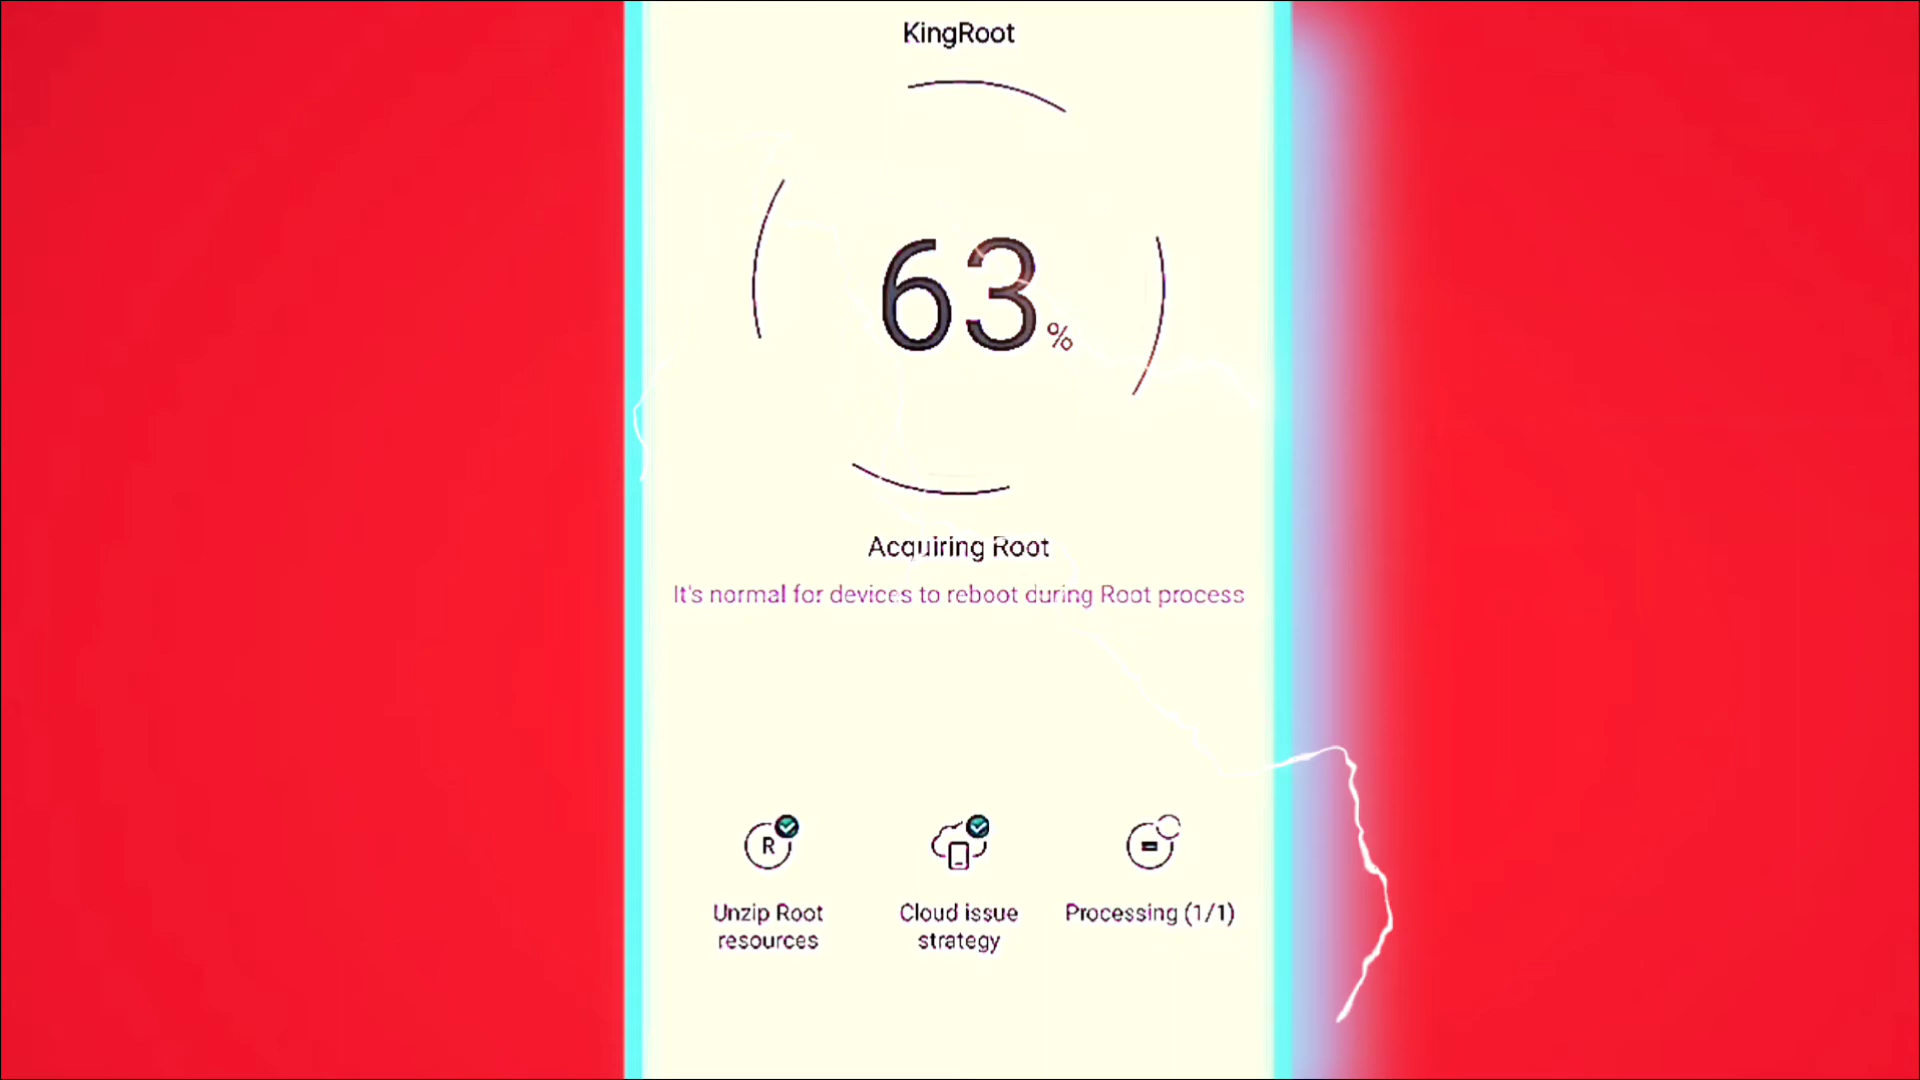 KingRoot
63%
Acquiring Root
It's normal for devices to reboot during Root process
R
Unzip Root
resources
Cloud issue
strategy
Processing (1/1)